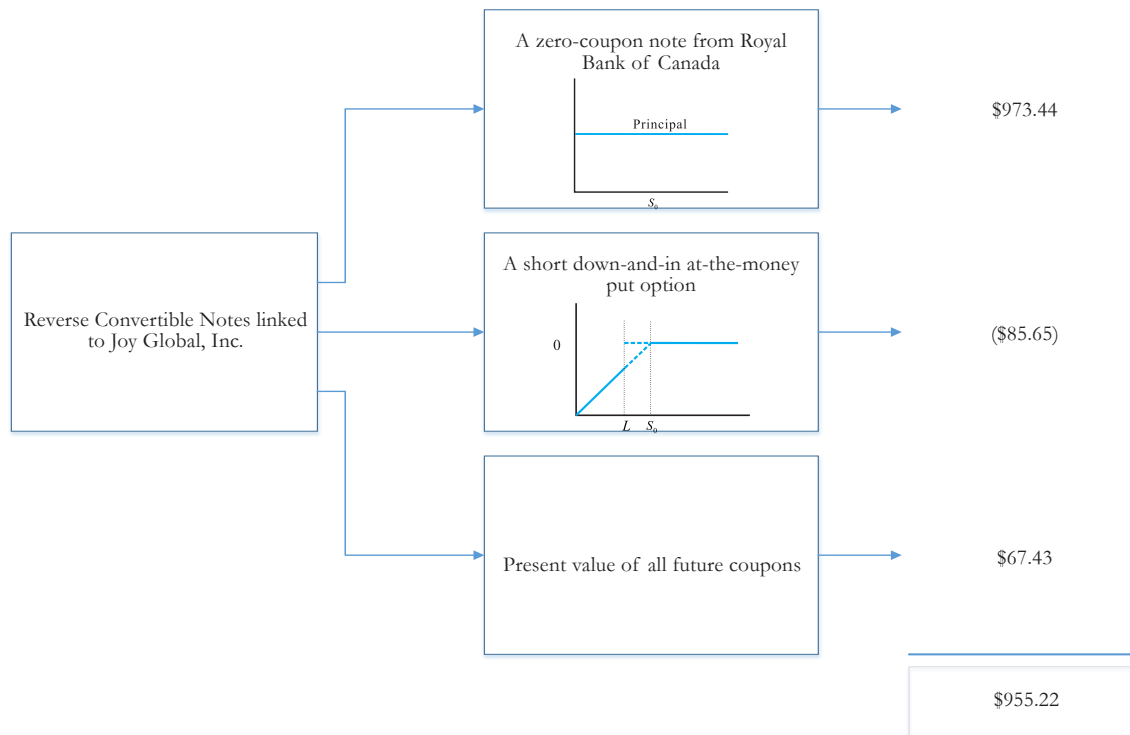 A zero-coupon note from Royal
Bank of Canada
Principal
S₀
$973.44
Reverse Convertible Notes linked
to Joy Global, Inc.
A short down-and-in at-the-money
put option
0
L S₀
($85.65)
Present value of all future coupons
$67.43
$955.22